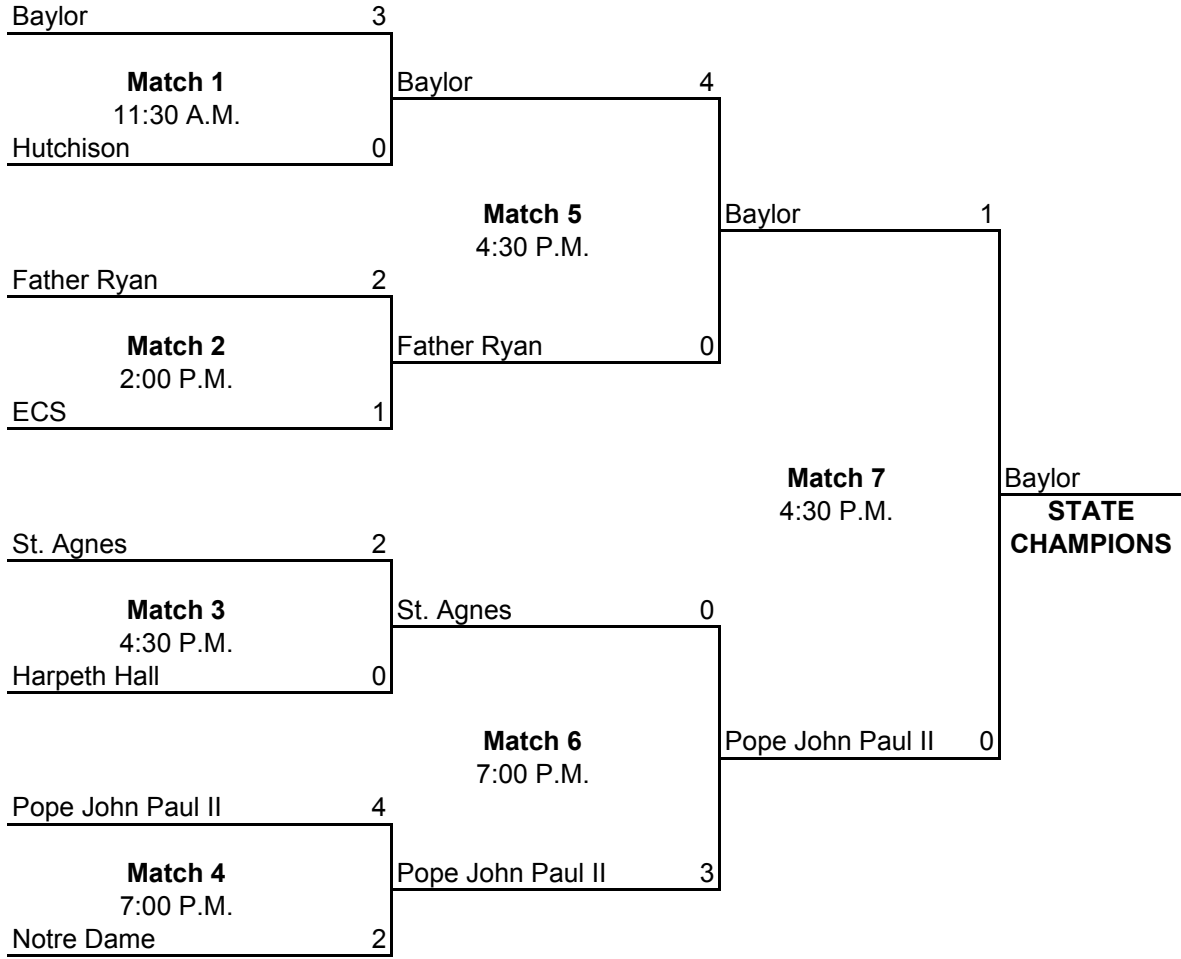 Baylor 3
Match 1
11:30 A.M.
Hutchison 0
Baylor 4
Match 5
4:30 P.M.
Father Ryan 2
Match 2
2:00 P.M.
ECS 1
Father Ryan 0
Baylor 1
Match 7
4:30 P.M.
Baylor
STATE
CHAMPIONS
St. Agnes 2
Match 3
4:30 P.M.
Harpeth Hall 0
St. Agnes 0
Match 6
7:00 P.M.
Pope John Paul II 0
Pope John Paul II 4
Match 4
7:00 P.M.
Notre Dame 2
Pope John Paul II 3